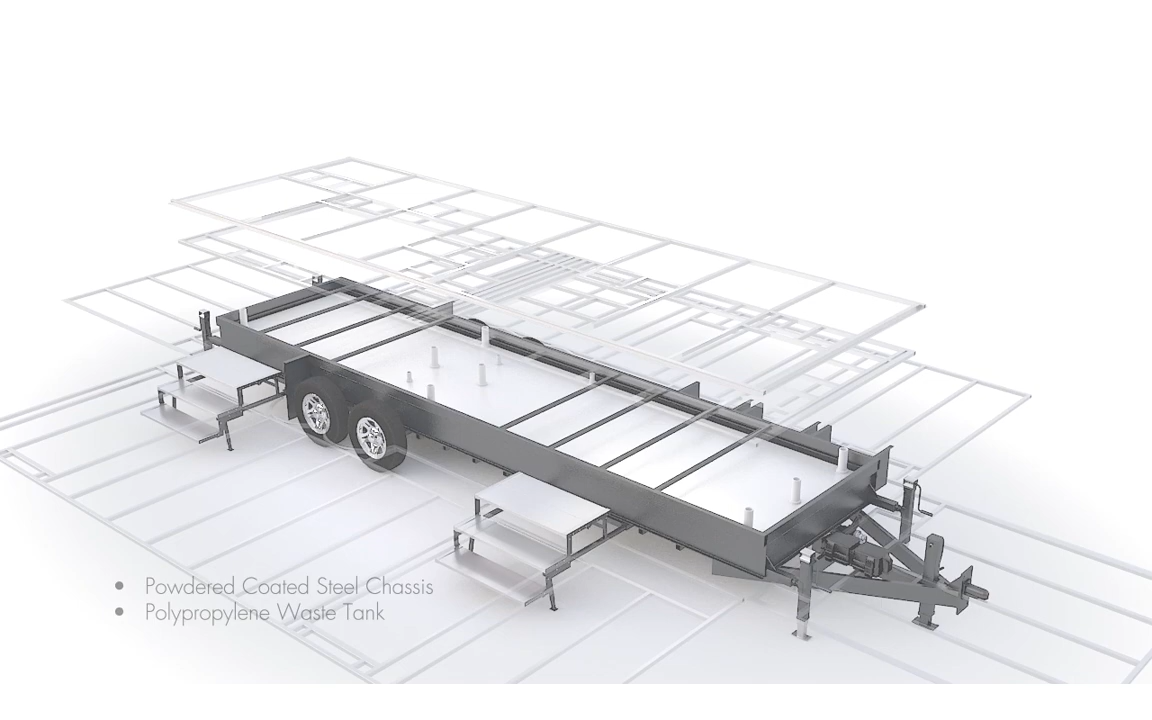 • Powdered Coated Steel Chassis
• Polypropylene Waste Tank